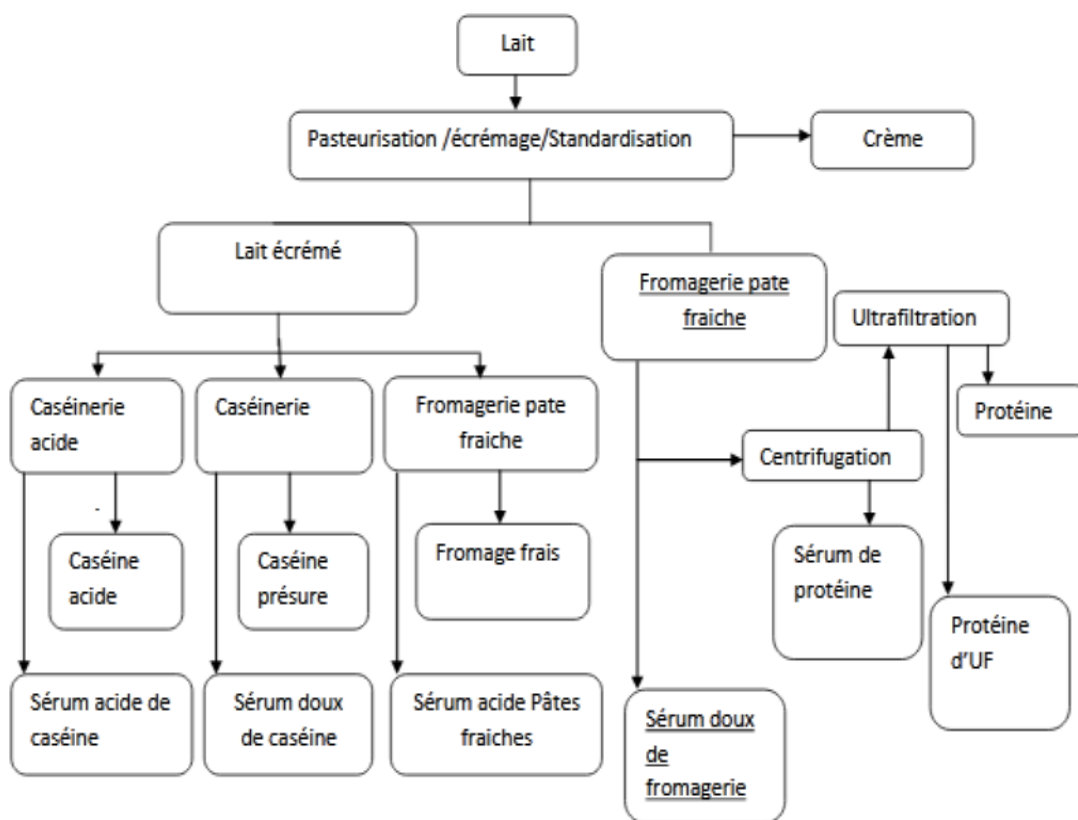 Lait
Pasteurisation /écrémage/Standardisation
Crème
Lait écrémé
Fromagerie pate
fraiche
Ultrafiltration
Protéine
Centrifugation
Caséinerie
acide
Caséinerie
Fromagerie pate
fraiche
Caséine
acide
Caséine
présure
Fromage frais
Sérum de
protéine
Protéine
d'UF
Sérum acide de
caséine
Sérum doux
de caséine
Sérum acide Pâtes
fraiches
Sérum doux
de
fromagerie